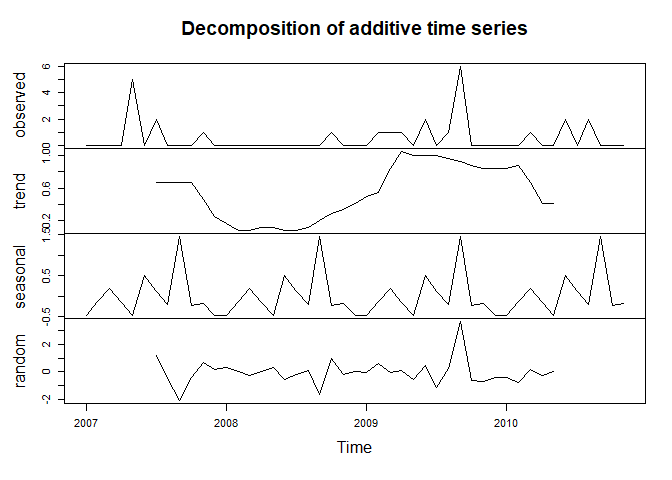 Decomposition of additive time series
observed
0 2 4 6
trend
0.2 0.6 1.0
seasonal
-0.5 0.5 1.5
random
-2 0 2
2007 2008 2009 2010
Time